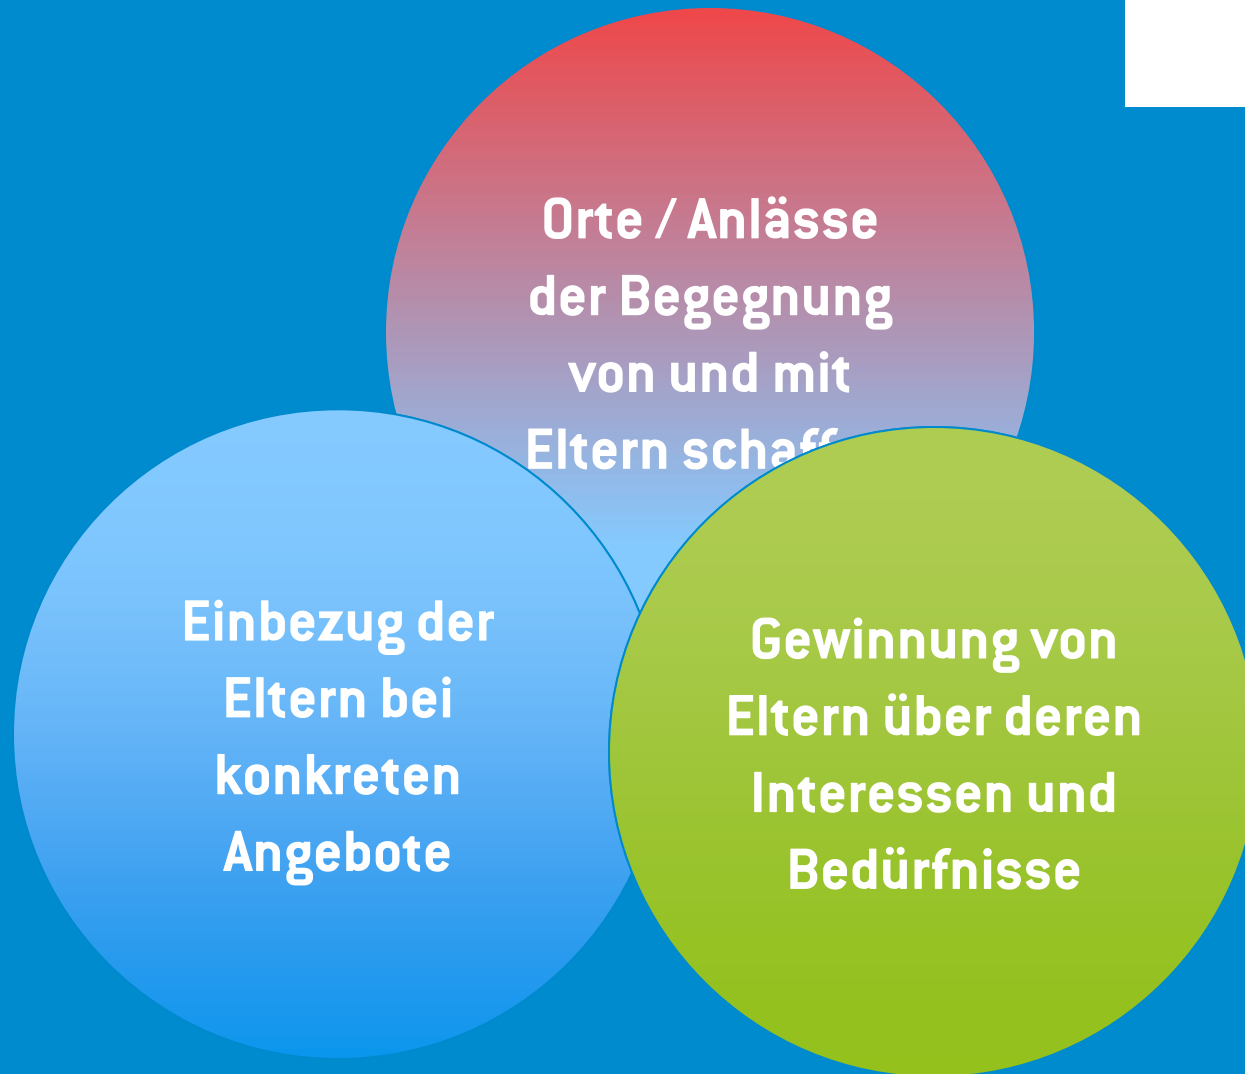 Orte / Anlässe
der Begegnung
von und mit
Eltern
Einbezug der
Eltern bei
konkreten
Angebote
Gewinnung von
Eltern über deren
Interessen und
Bedürfnisse